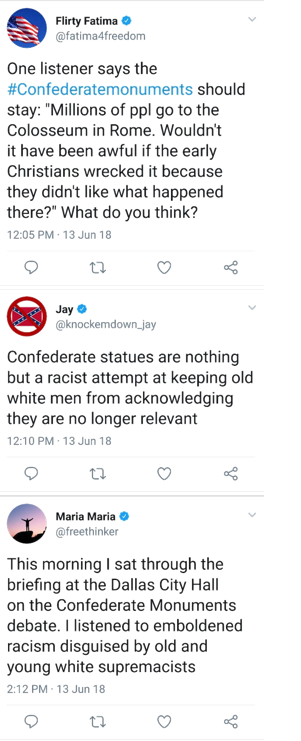 Flirty Fatima
@fatima4freedom
One listener says the
#Confederatemonuments should
stay: "Millions of ppl go to the
Colosseum in Rome. Wouldn't
it have been awful if the early
Christians wrecked it because
they didn't like what happened
there?" What do you think?
12:05 PM · 13 Jun 18
Jay
@knockemdown_jay
Confederate statues are nothing
but a racist attempt at keeping old
white men from acknowledging
they are no longer relevant
12:10 PM · 13 Jun 18
Maria Maria
@freethinker
This morning I sat through the
briefing at the Dallas City Hall
on the Confederate Monuments
debate. I listened to emboldened
racism disguised by old and
young white supremacists
2:12 PM · 13 Jun 18